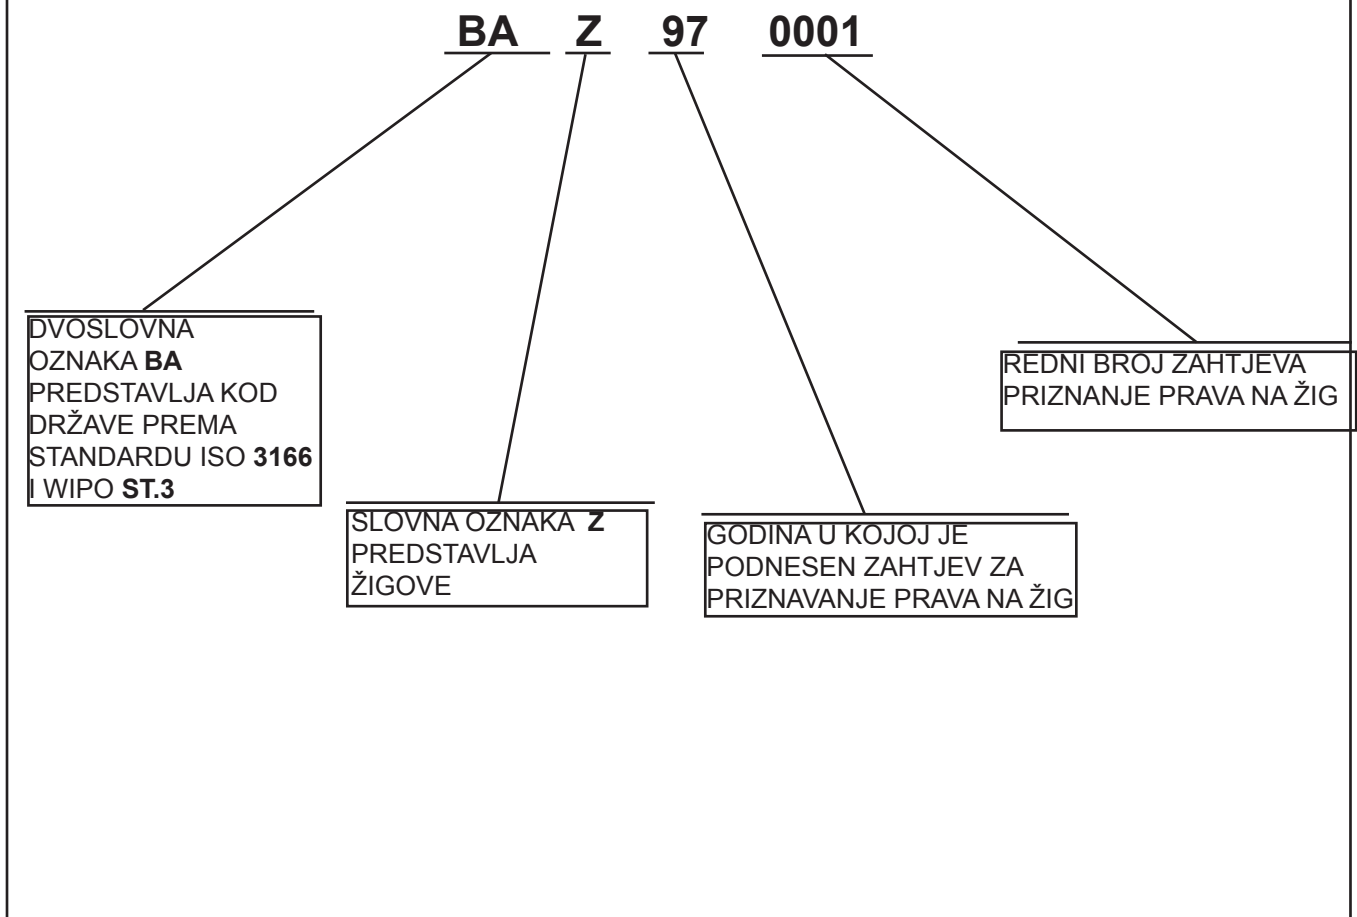 BA Z 97 0001
DVOSLOVNA
OZNAKA BA
PREDSTAVLJA KOD
DRŽAVE PREMA
STANDARDU ISO 3166
I WIPO ST.3
SLOVNA OZNAKA Z
PREDSTAVLJA
ŽIGOVE
GODINA U KOJOJ JE
PODNESEN ZAHTJEV ZA
PRIZNAVANJE PRAVA NA ŽIG
REDNI BROJ ZAHTJEVA
PRIZNANJE PRAVA NA ŽIG